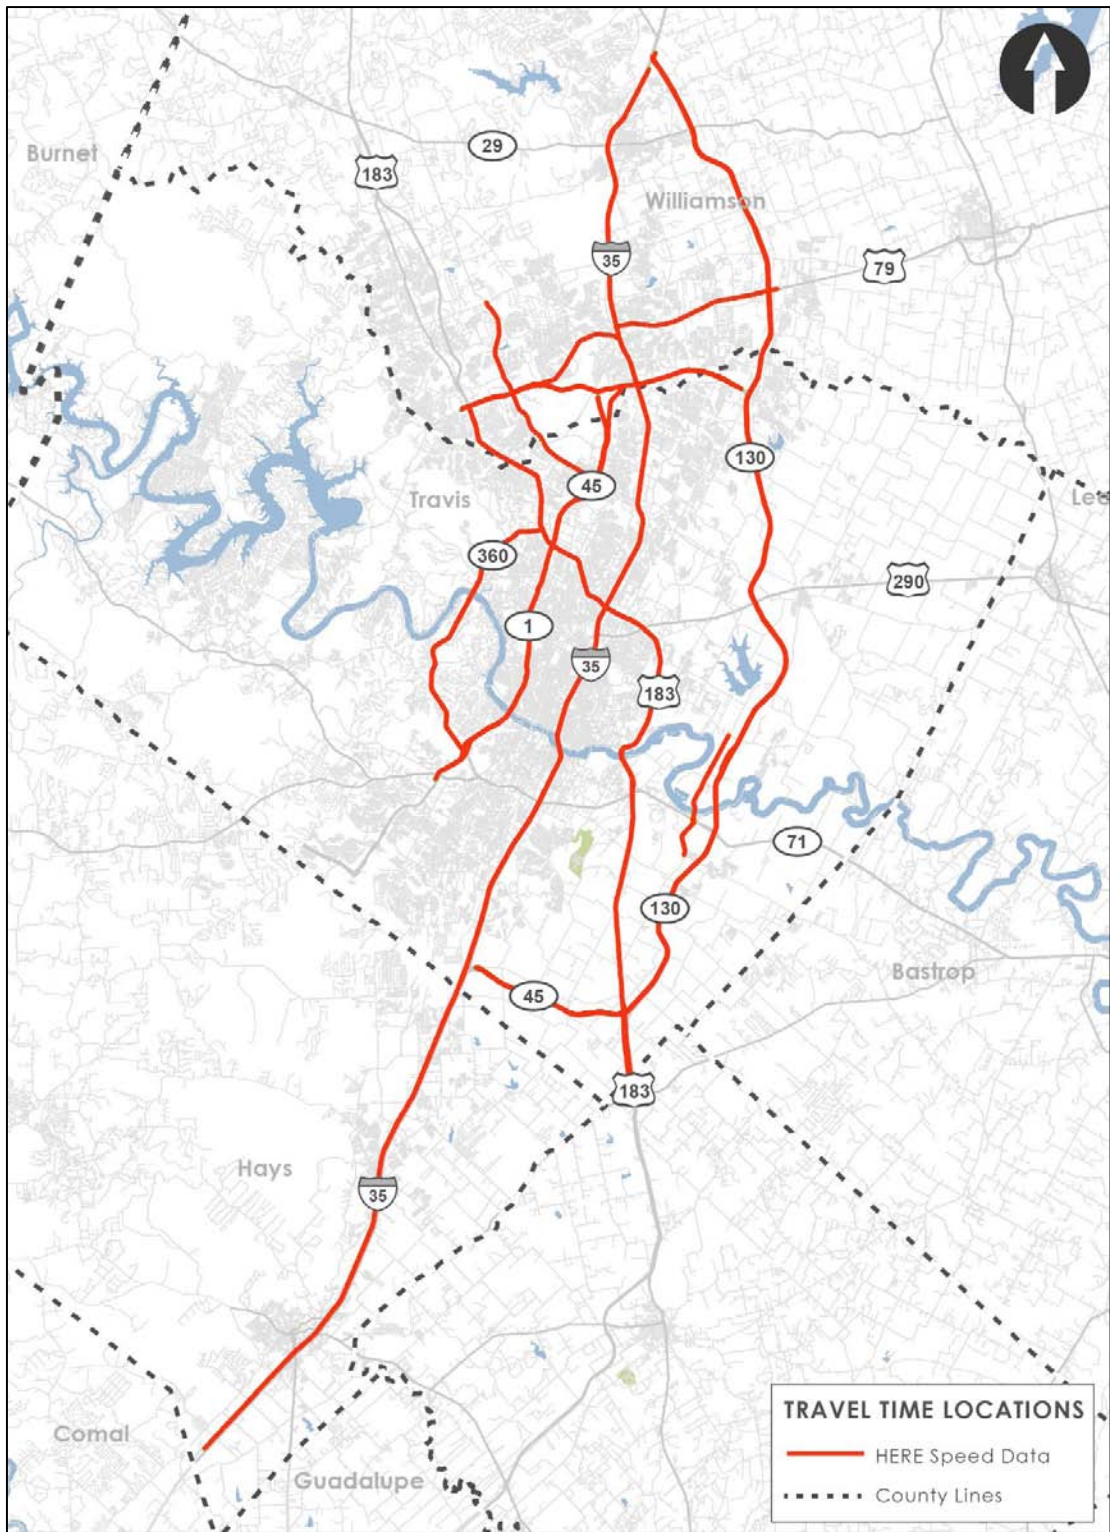 29
Burnet
183
Williamson
35
79
130
45
Travis
Lee
360
290
1
35
183
71
130
Bastrop
45
183
Hays
35
TRAVEL TIME LOCATIONS
HERE Speed Data
County Lines
Comal
Guadalupe